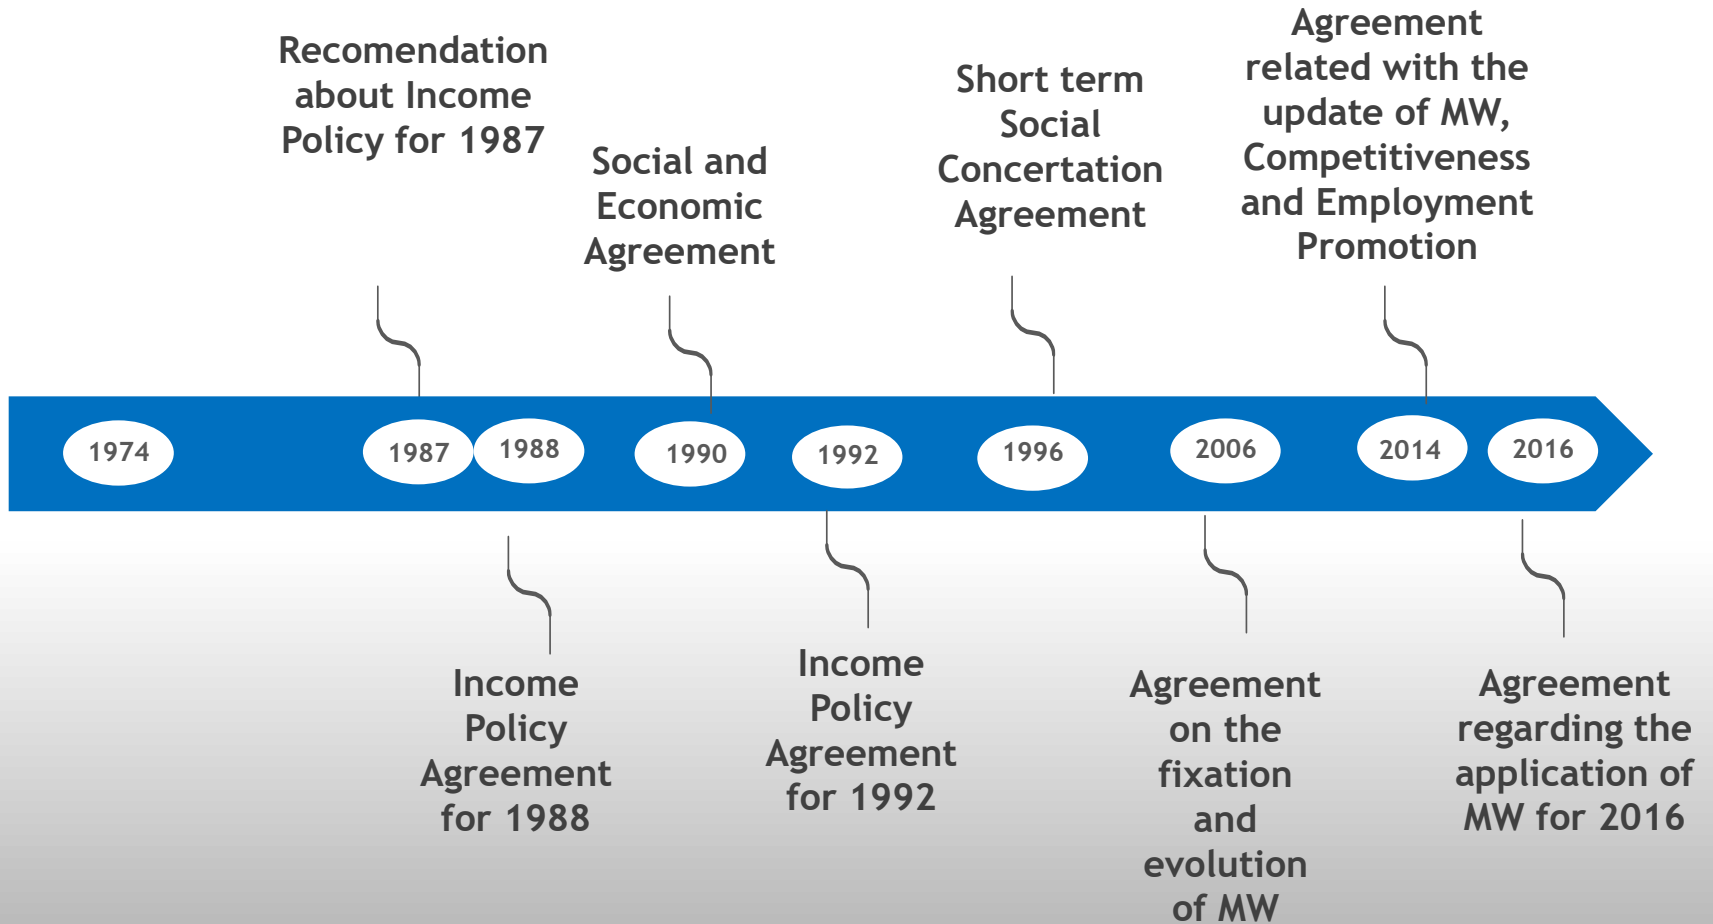 Recomendation
about Income
Policy for 1987
Social and
Economic
Agreement
Short term
Social
Concertation
Agreement
Agreement
related with the
update of MW,
Competitiveness
and Employment
Promotion
1974
1987
1988
1990
1992
1996
2006
2014
2016
Income
Policy
Agreement
for 1988
Income
Policy
Agreement
for 1992
Agreement
on the
fixation
and
evolution
of MW
Agreement
regarding the
application of
MW for 2016